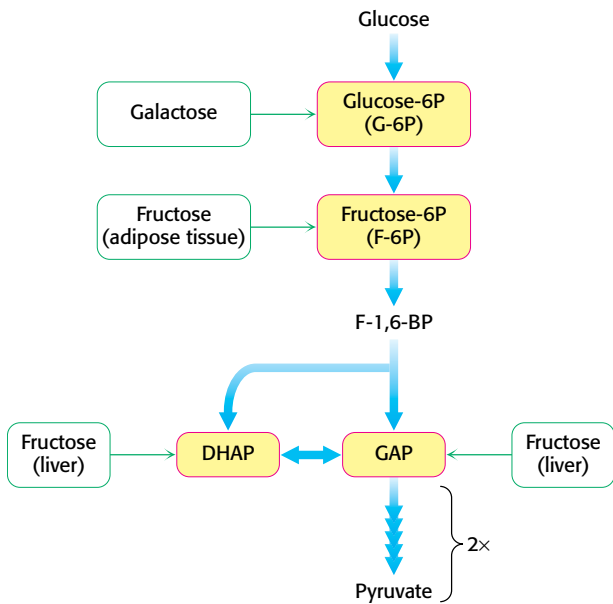 Glucose
Galactose
Glucose-6P
(G-6P)
Fructose
(adipose tissue)
Fructose-6P
(F-6P)
F-1,6-BP
Fructose
(liver)
DHAP
GAP
Fructose
(liver)
2×
Pyruvate